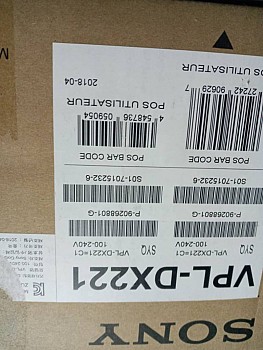 SONY
VPL-DX221
SYQ
VPL-DX221=C1
100-240V
SYQ
VPL-DX221=C1
100-240V
P-90268801-G
P-90268801-G
S01-7015232-6
S01-7015232-6
POS BAR CODE
POS BAR CODE
27242 90629 7
4 548736 059054
POS UTILISATEUR
POS UTILISATEUR
2018-04